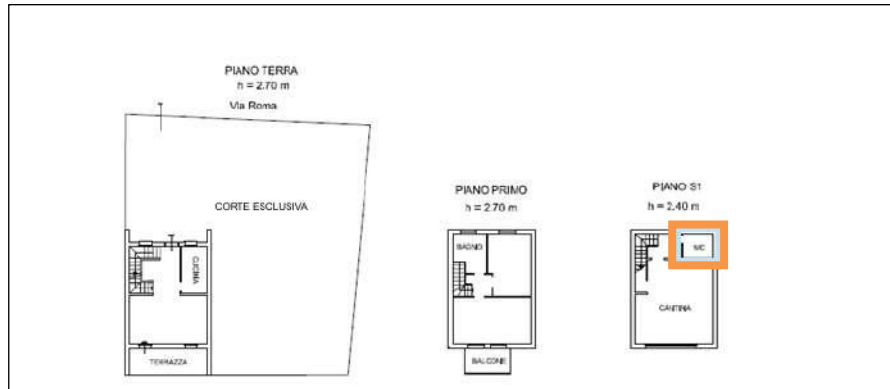 PIANO TERRA
h = 2.70 m
Via Roma
CORTE ESCLUSIVA
CUCINA
TERRAZZA
PIANO PRIMO
h = 2.70 m
BAGNO
BALCONE
PIANO S1
h = 2.40 m
CANTINA